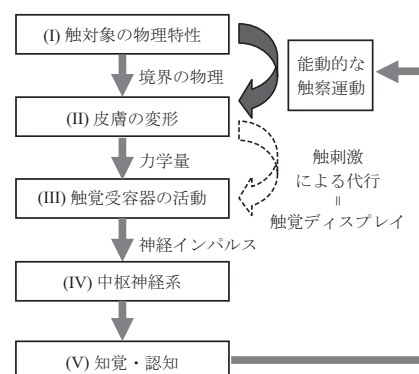 (I) 触対象の物理特性
境界の物理
能動的な
触察運動
(II) 皮膚の変形
力学量
触刺激
による代行
=
触覚ディスプレイ
(III) 触覚受容器の活動
神経インパルス
(IV) 中枢神経系
(V) 知覚・認知